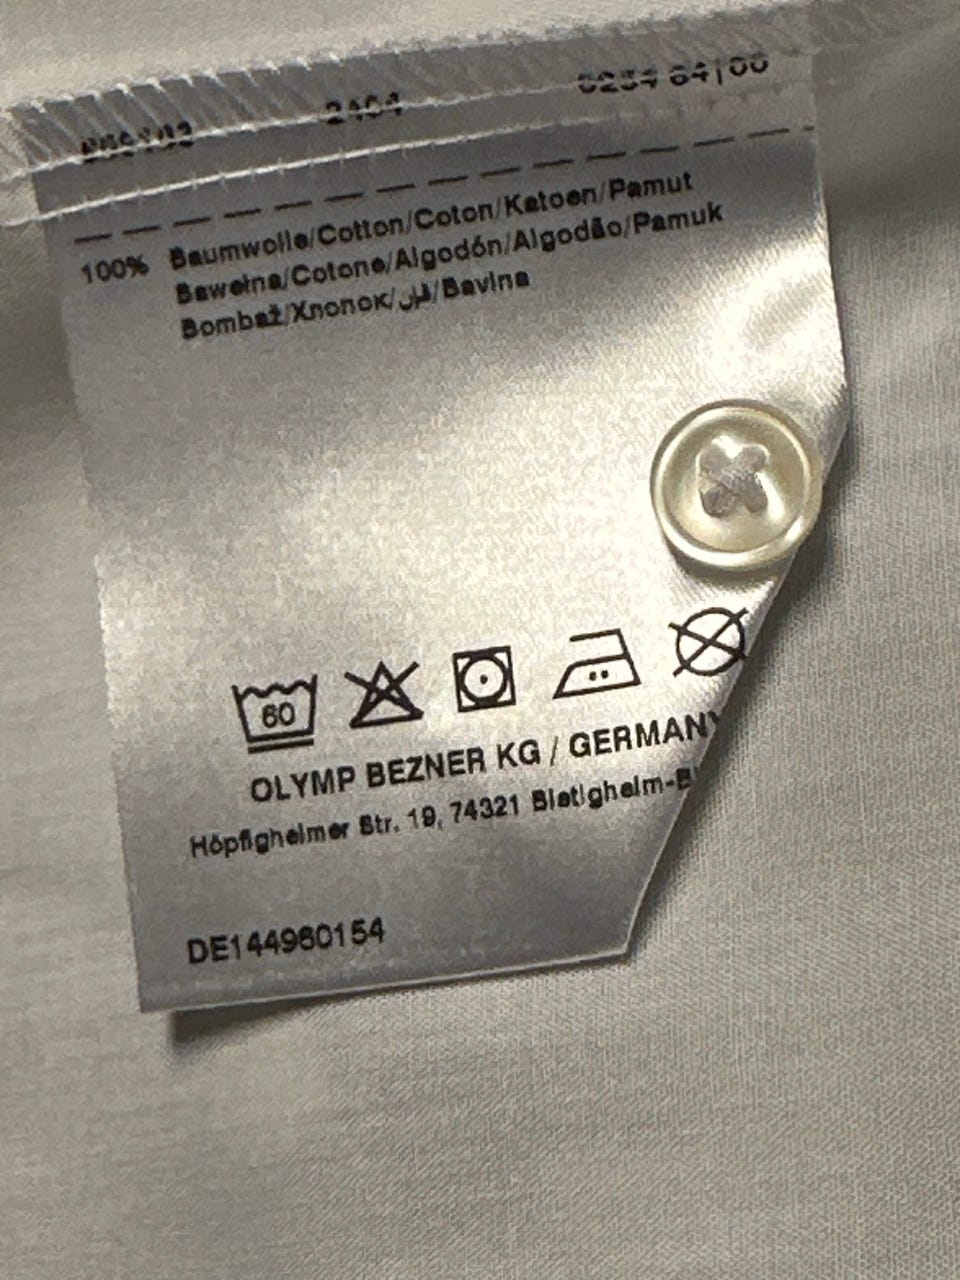 2404
100% Baumwolle/Cotton/Coton/Katoen/Pamut
Bawełna/Cotone/Algodón/Algodão/Pamuk
Bombaž/Хлопок/قطن/Bavlna
60
OLYMP BEZNER KG / GERMANY
Höpfigheimer Str. 19, 74321 Bietigheim-B
DE144960154